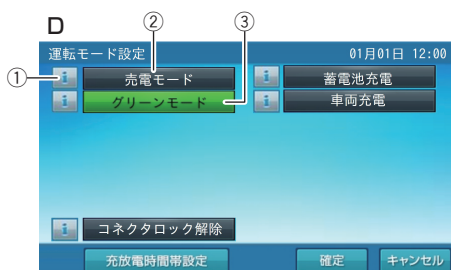 D
②
③
①
運転モード設定 01月01日 12:00
i 売電モード i 蓄電池充電
i グリーンモード i 車両充電
i コネクタロック解除
充放電時間帯設定 確定 キャンセル